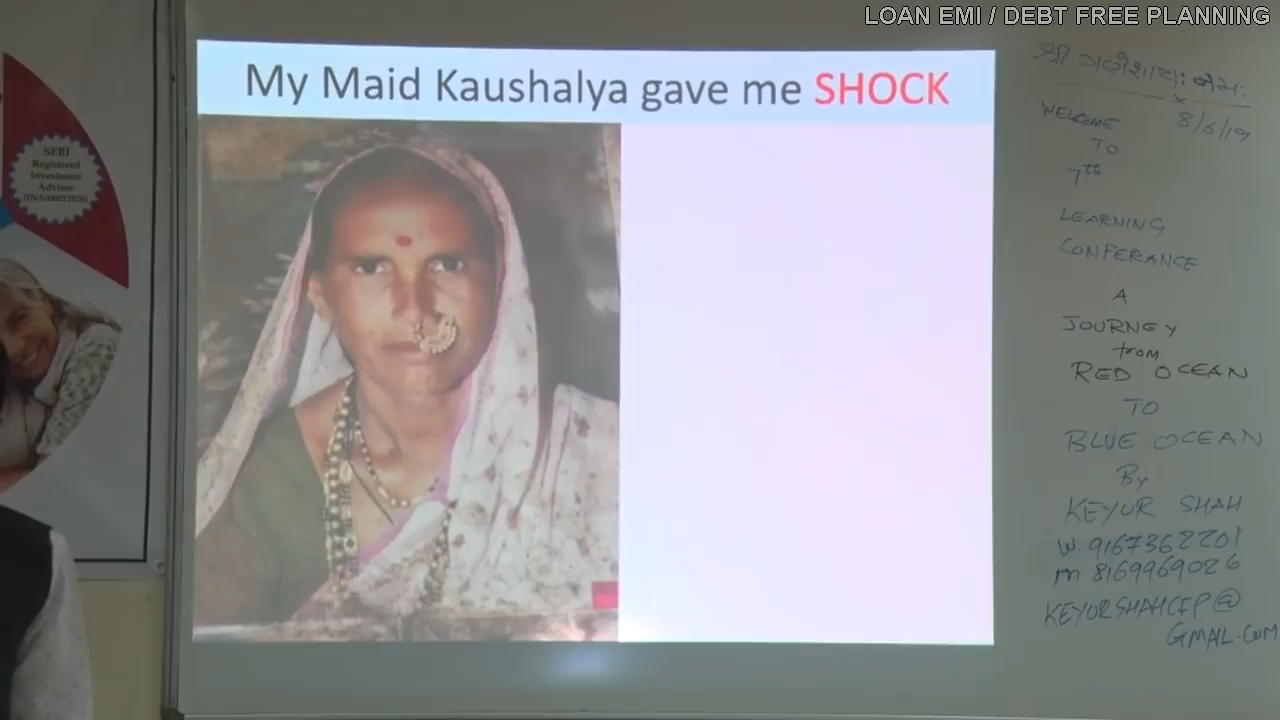 LOAN EMI / DEBT FREE PLANNING
My Maid Kaushalya gave me SHOCK
SEBI
Registered
Investment
Advisor
શ્રી ગણેશાય: નમ:
8/6/19
WELCOME
TO
7th
LEARNING
CONFERANCE
A
JOURNEY
from
RED OCEAN
TO
BLUE OCEAN
By
KEYUR SHAH
W. 9167362201
M 8169969026
KEYURSHAHCFP@
GMAIL.COM